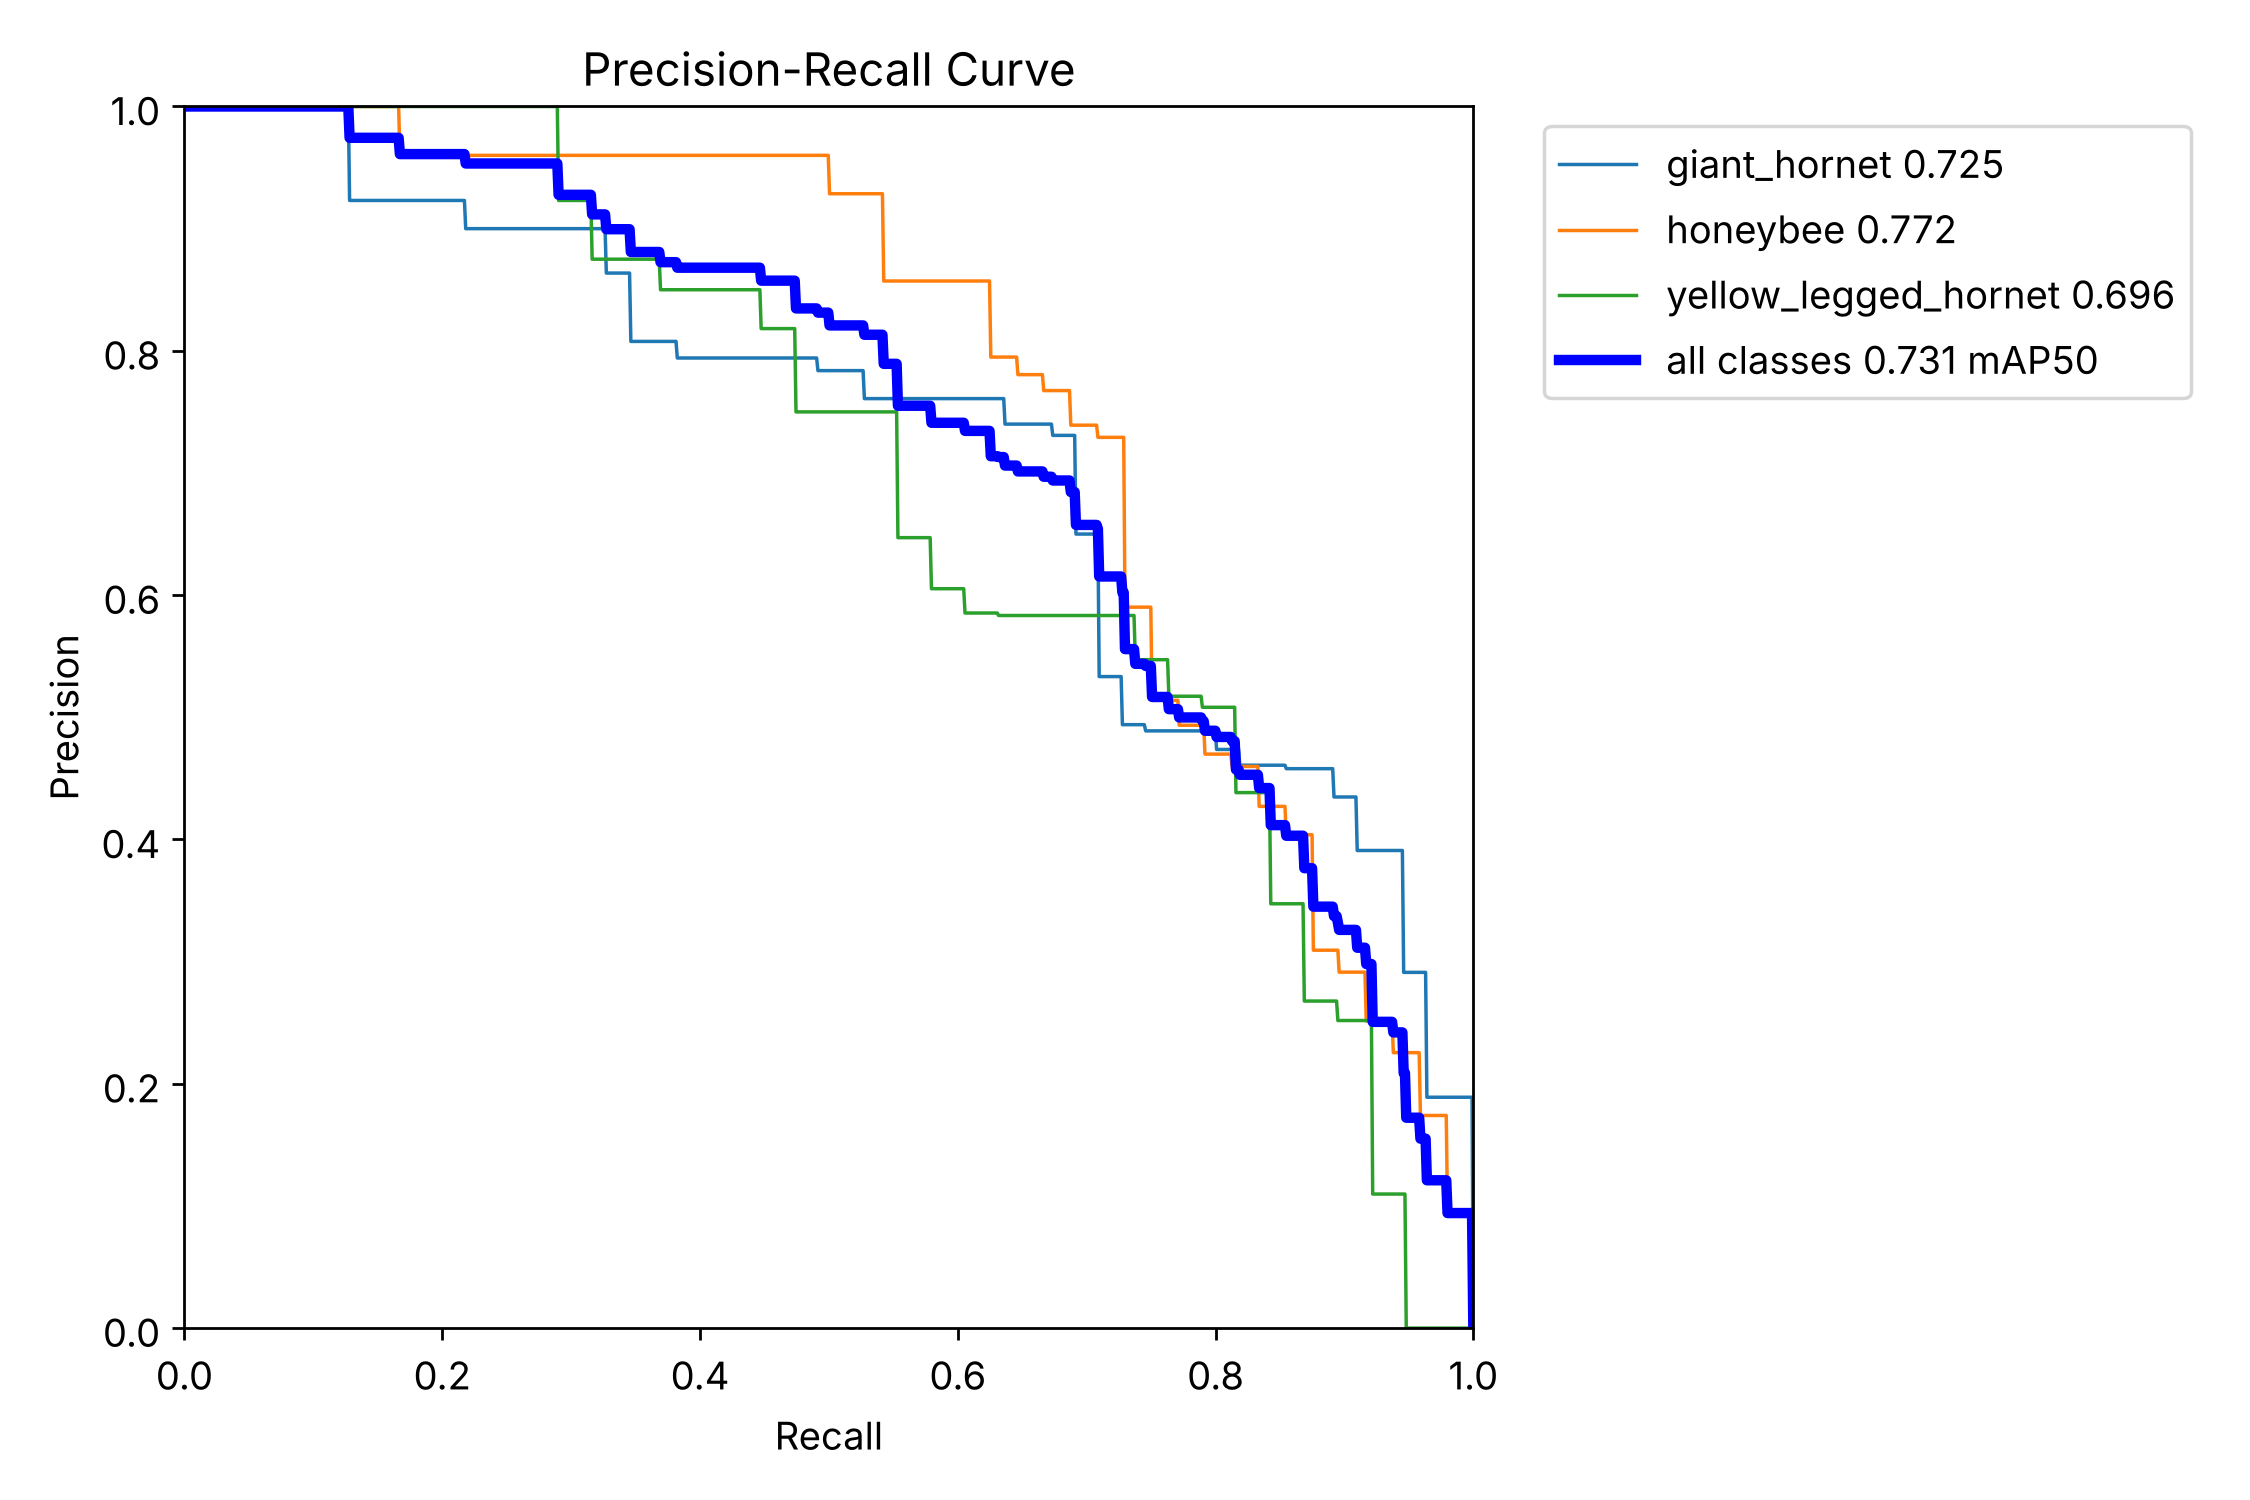 Precision-Recall Curve
1.0
0.8
0.6
0.4
0.2
0.0
Precision
0.0 0.2 0.4 0.6 0.8 1.0
Recall
giant_hornet 0.725
honeybee 0.772
yellow_legged_hornet 0.696
all classes 0.731 mAP50